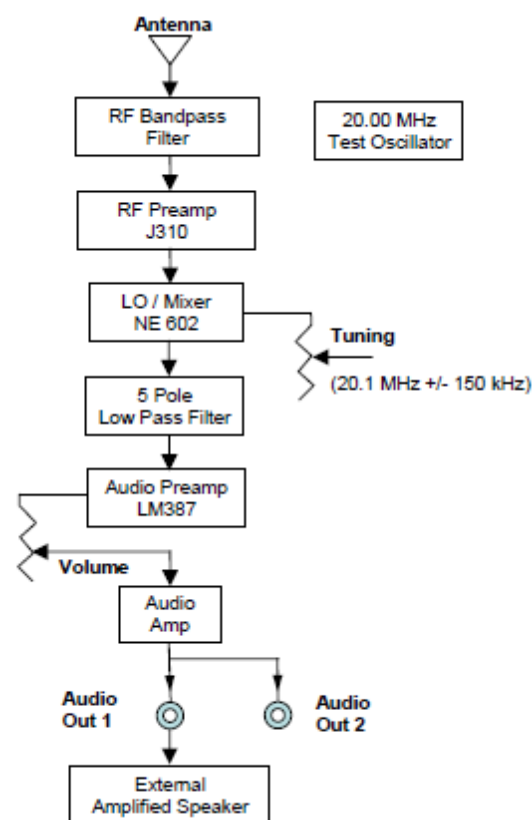 Antenna
RF Bandpass
Filter
20.00 MHz
Test Oscillator
RF Preamp
J310
LO / Mixer
NE 602
Tuning
(20.1 MHz +/- 150 kHz)
5 Pole
Low Pass Filter
Audio Preamp
LM387
Volume
Audio
Amp
Audio
Out 1
Audio
Out 2
External
Amplified Speaker